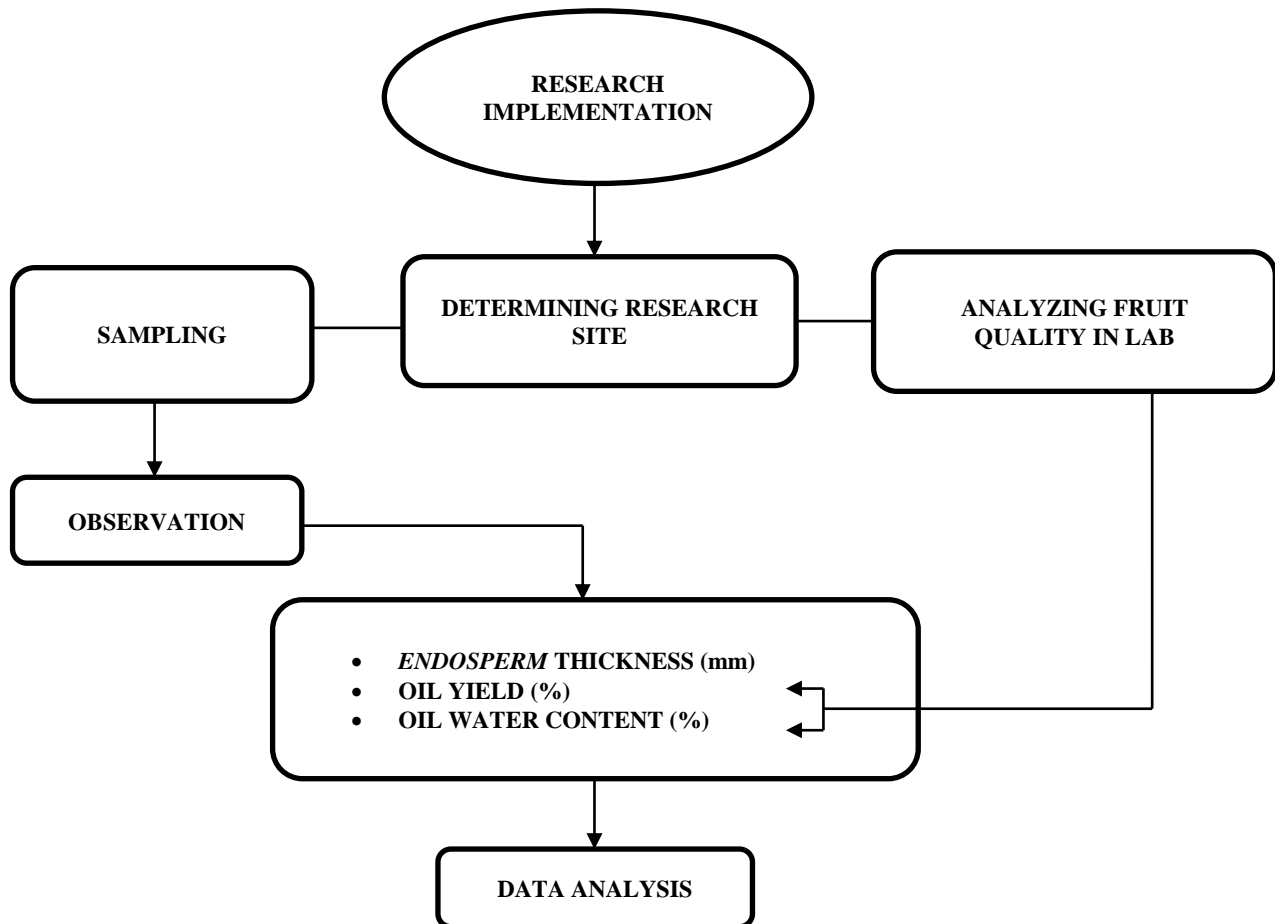 RESEARCH
IMPLEMENTATION
SAMPLING
DETERMINING RESEARCH
SITE
ANALYZING FRUIT
QUALITY IN LAB
OBSERVATION
• ENDOSPERM THICKNESS (mm)
• OIL YIELD (%)
• OIL WATER CONTENT (%)
DATA ANALYSIS